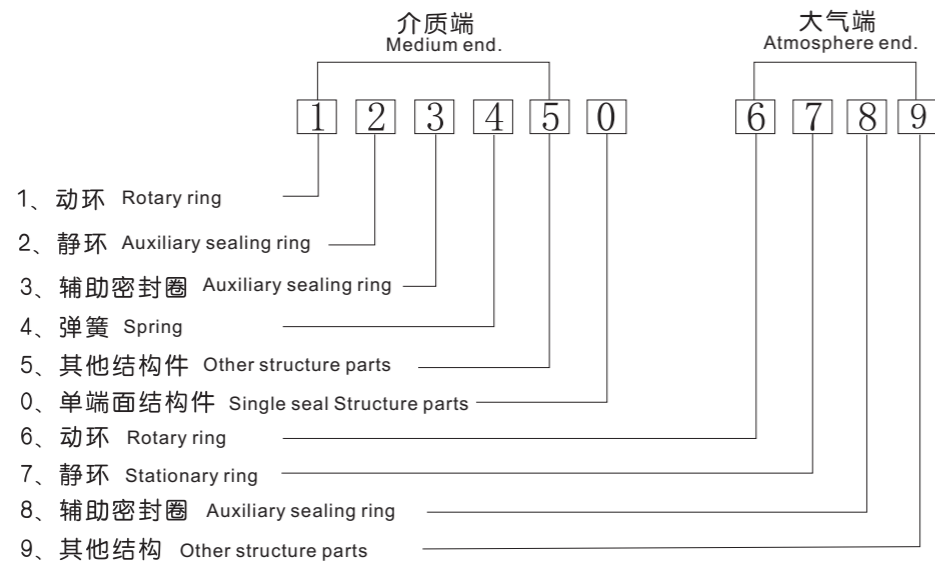 介质端 大气端
Medium end. Atmosphere end.
1 2 3 4 5 0 6 7 8 9
1、动环 Rotary ring
2、静环 Auxiliary sealing ring
3、辅助密封圈 Auxiliary sealing ring
4、弹簧 Spring
5、其他结构件 Other structure parts
0、单端面结构件 Single seal Structure parts
6、动环 Rotary ring
7、静环 Stationary ring
8、辅助密封圈 Auxiliary sealing ring
9、其他结构 Other structure parts